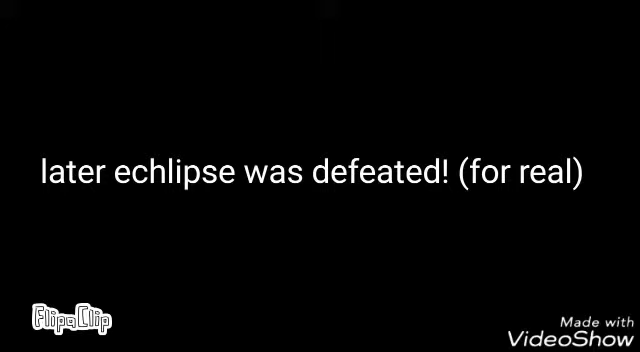 later echlipse was defeated! (for real)
FlipaClip
Made with
VideoShow